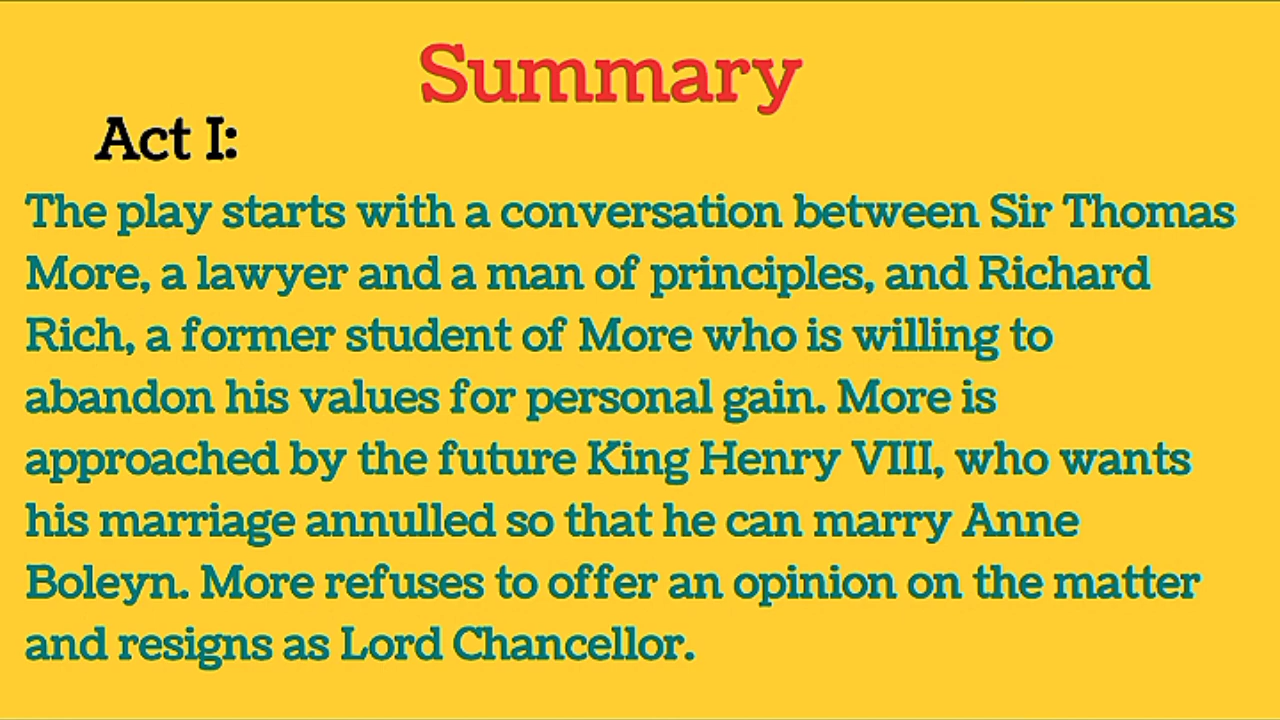 Summary
Act I:
The play starts with a conversation between Sir Thomas
More, a lawyer and a man of principles, and Richard
Rich, a former student of More who is willing to
abandon his values for personal gain. More is
approached by the future King Henry VIII, who wants
his marriage annulled so that he can marry Anne
Boleyn. More refuses to offer an opinion on the matter
and resigns as Lord Chancellor.